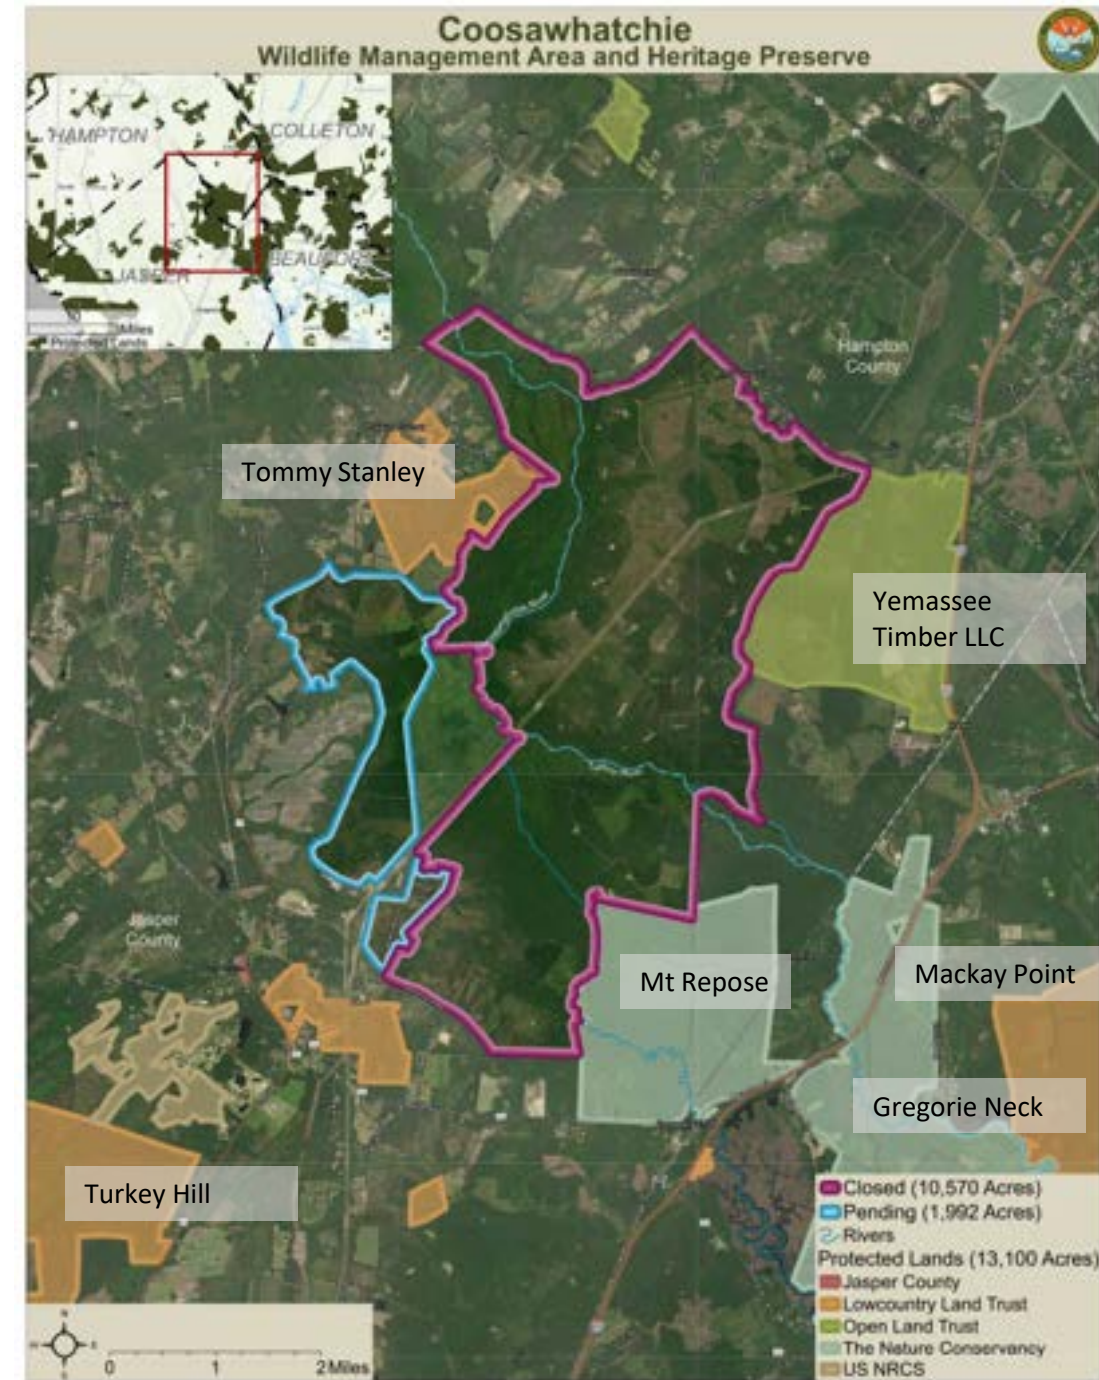 Coosawhatchie
Wildlife Management Area and Heritage Preserve
HAMPTON
COLLETON
BEAUFORT
JASPER
Miles
Protected Lands
Hampton
County
Tommy Stanley
Yemassee
Timber LLC
Jasper
County
Mt Repose
Mackay Point
Gregorie Neck
Turkey Hill
Closed (10,570 Acres)
Pending (1,992 Acres)
Rivers
Protected Lands (13,100 Acres)
Jasper County
Lowcountry Land Trust
Open Land Trust
The Nature Conservancy
US NRCS
N
W
E
S
0 1 2 Miles